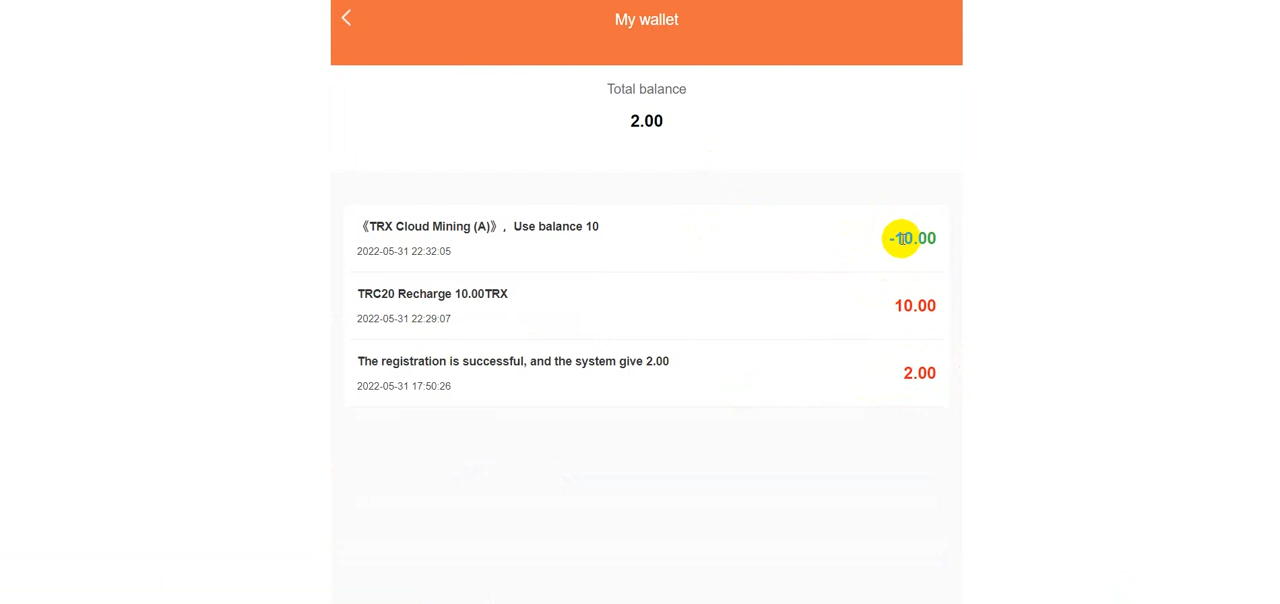 My wallet
Total balance
2.00
《TRX Cloud Mining (A)》, Use balance 10
-10.00
2022-05-31 22:32:05
TRC20 Recharge 10.00TRX
10.00
2022-05-31 22:29:07
The registration is successful, and the system give 2.00
2.00
2022-05-31 17:50:26